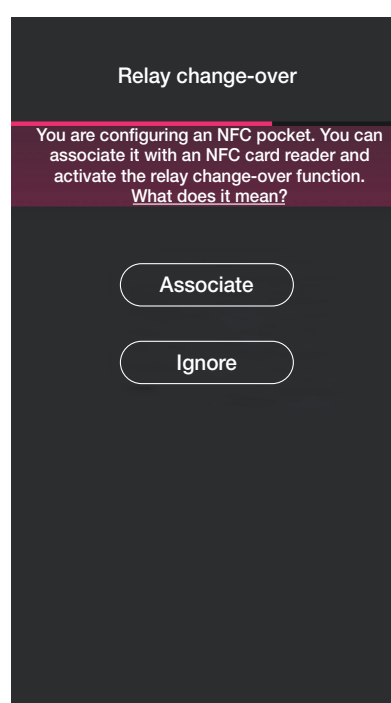 Relay change-over
You are configuring an NFC pocket. You can
associate it with an NFC card reader and
activate the relay change-over function.
What does it mean?
Associate
Ignore